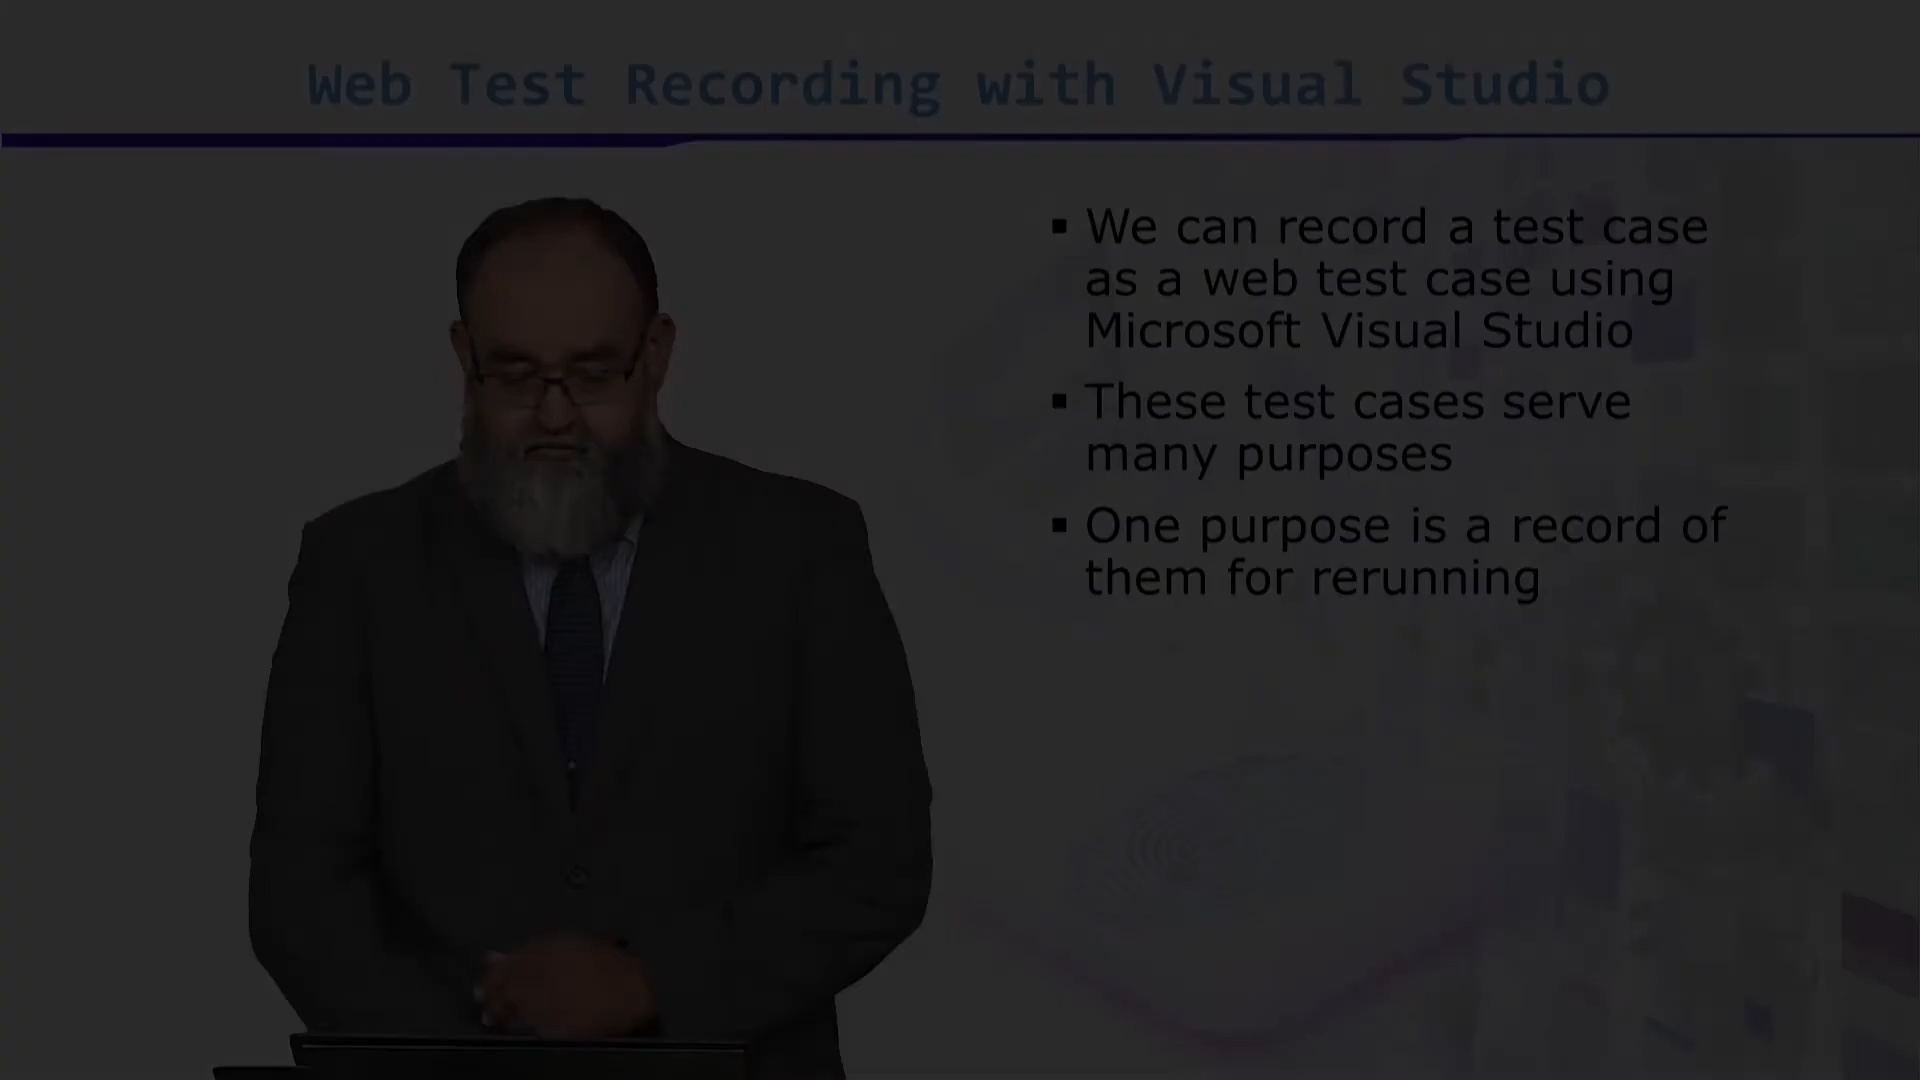 Web Test Recording with Visual Studio
▪ We can record a test case
as a web test case using
Microsoft Visual Studio
▪ These test cases serve
many purposes
▪ One purpose is a record of
them for rerunning